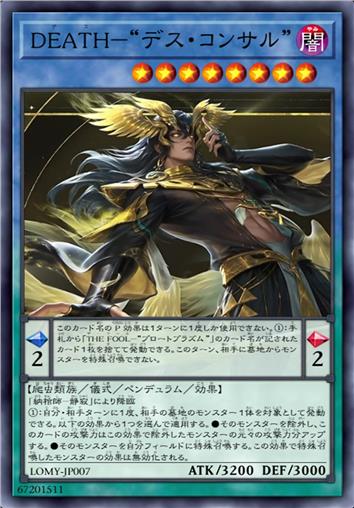 DEATH－“デス・コンサル”
闇
このカード名のＰ効果は1ターンに1度しか使用できない。①：手
札から「THE FOOL－“プロートプラズム”」のカード名が記された
カード1枚を捨てて発動できる。このターン、相手は墓地からモンスター
を特殊召喚できない。
2
2
【爬虫類族／儀式／ペンデュラム／効果】
により降臨
①：自分・相手ターンに1度、相手の墓地のモンスター1体を対象として発動
できる。以下の効果から1つを選んで適用する。●そのモンスターを除外し、こ
のカードの攻撃力はこの効果で除外したモンスターの元々の攻撃力分アップ
する。●そのモンスターを自分フィールドに特殊召喚する。この効果で特殊召
喚したモンスターの効果は無効化される。
LOMY-JP007
ATK/3200 DEF/3000
67201511